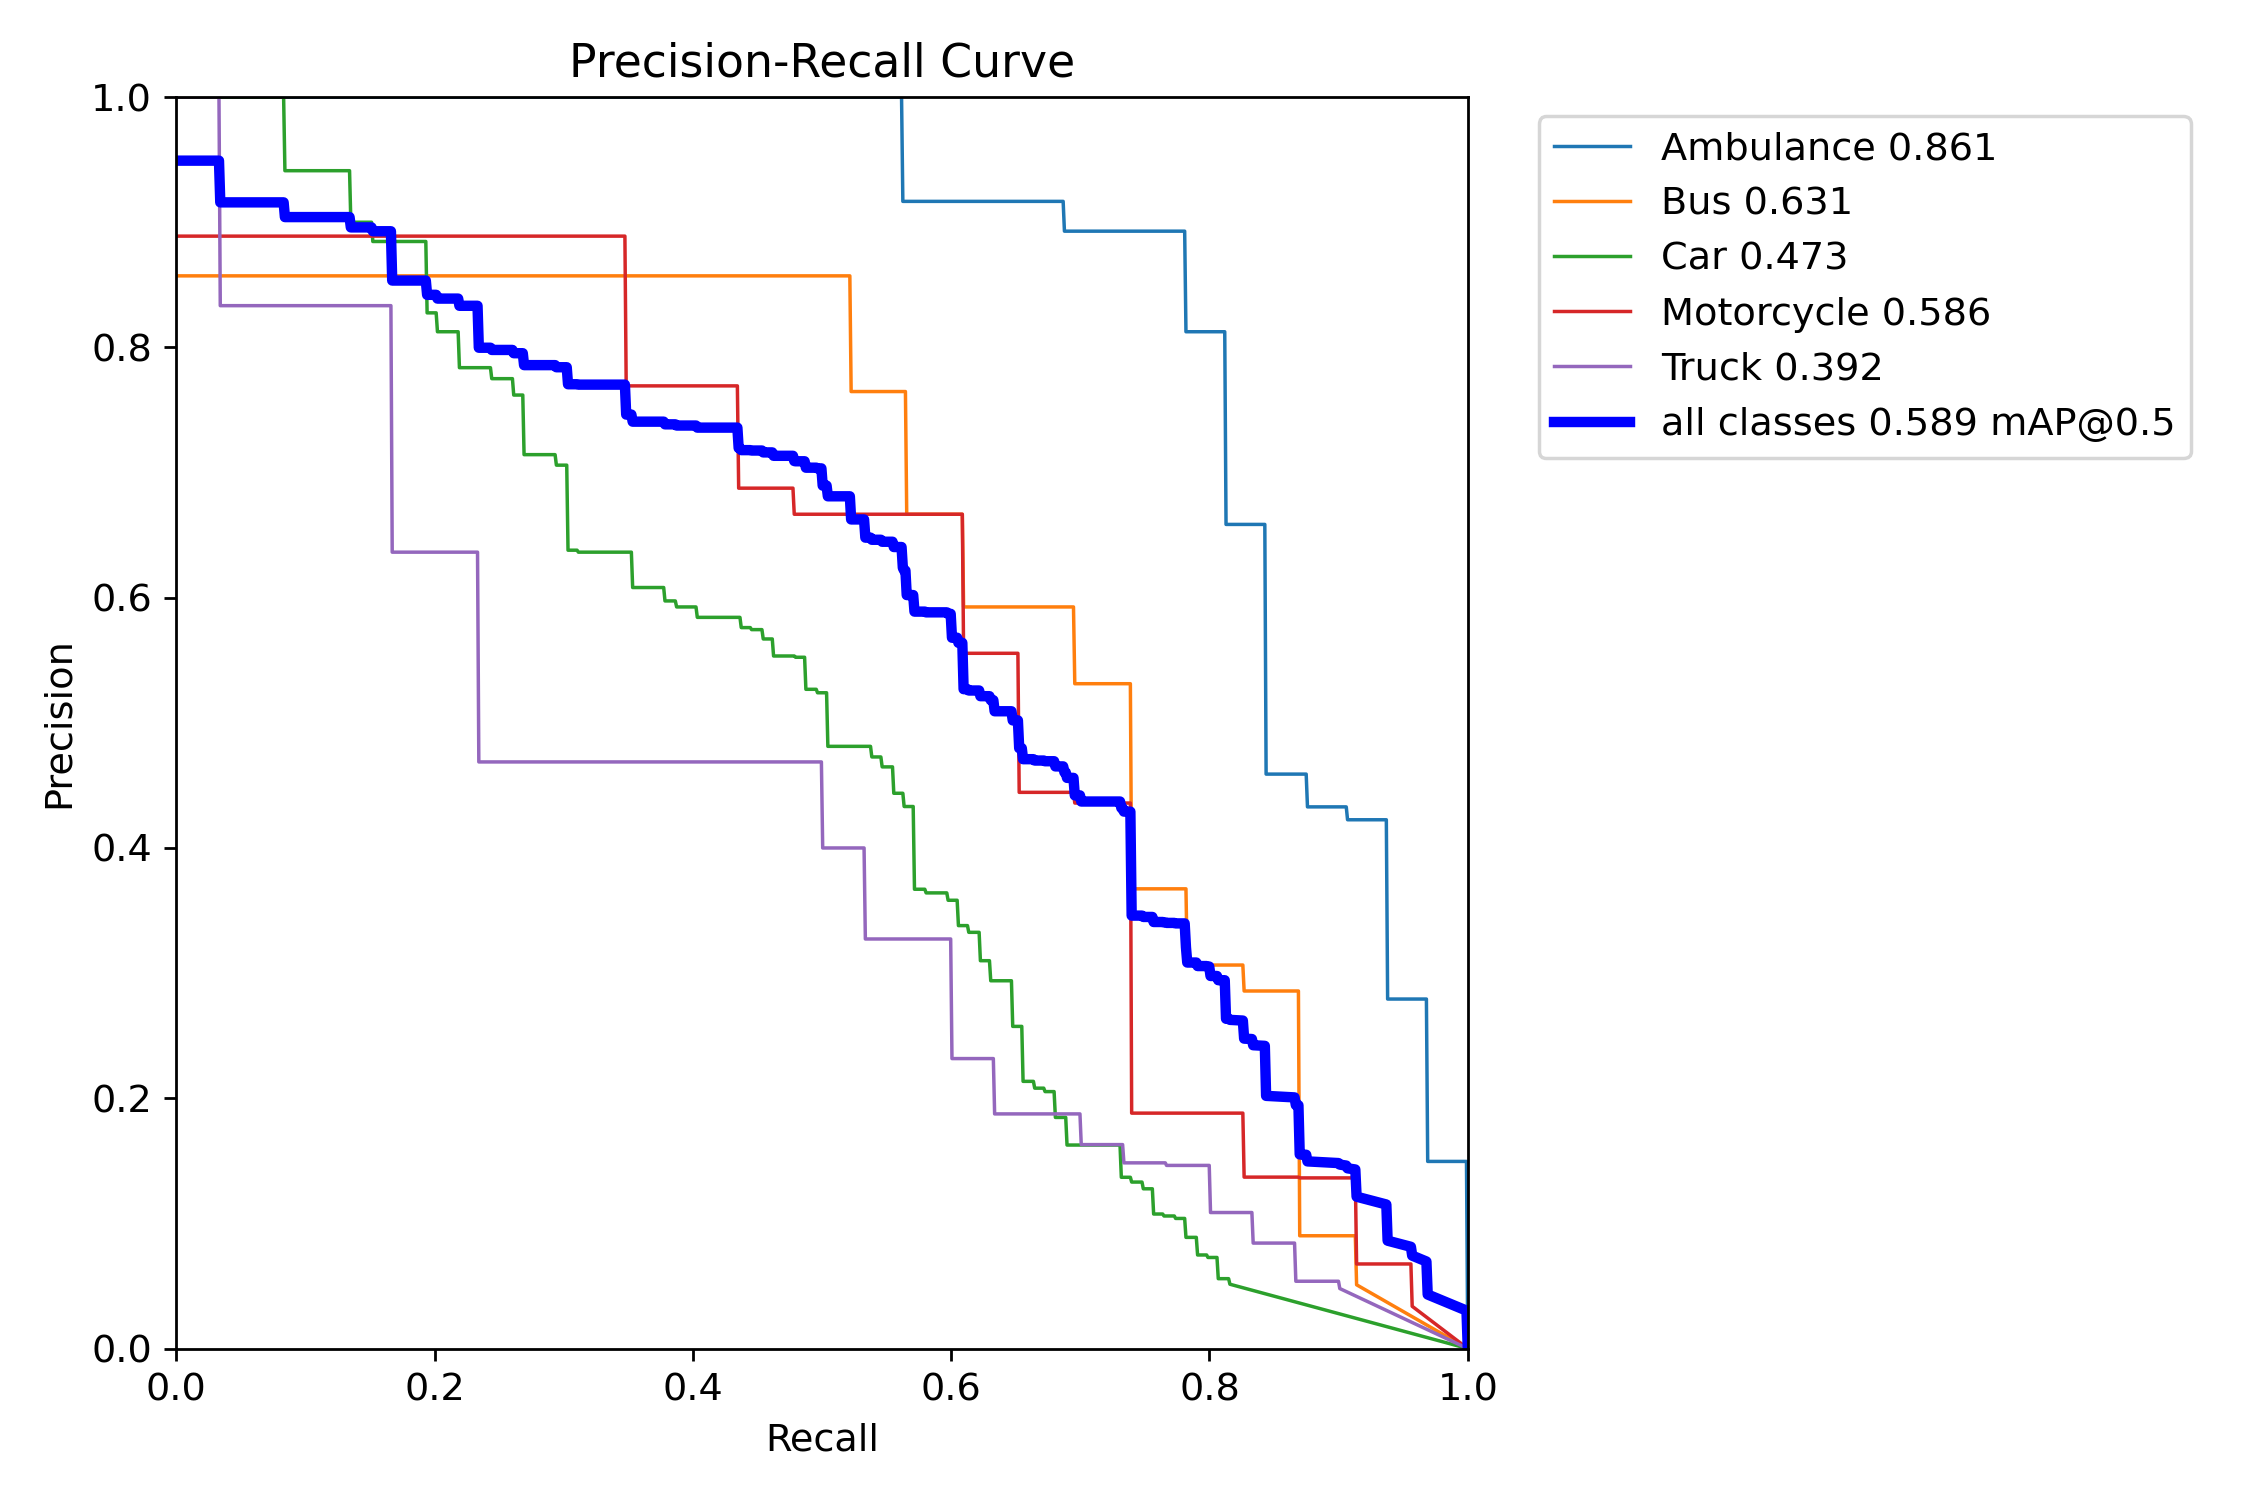 Precision-Recall Curve
1.0
0.8
0.6
0.4
0.2
0.0
Precision
0.0 0.2 0.4 0.6 0.8 1.0
Recall
Ambulance 0.861
Bus 0.631
Car 0.473
Motorcycle 0.586
Truck 0.392
all classes 0.589 mAP@0.5